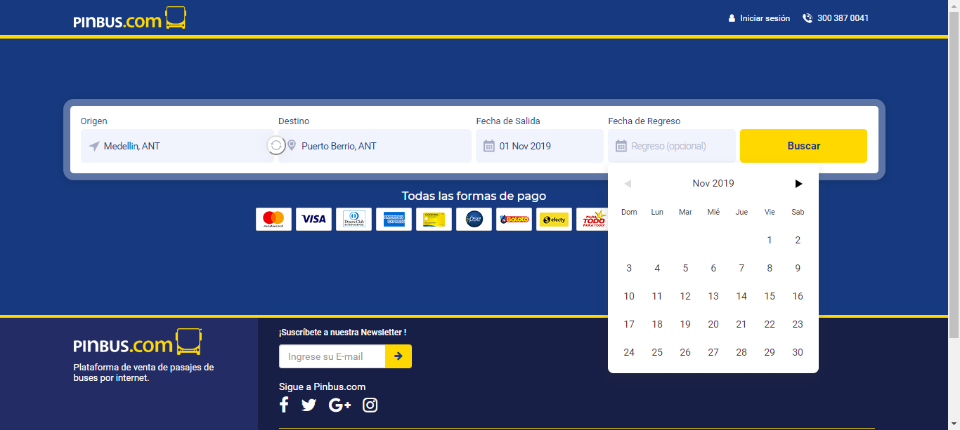 PINBUS.com
Iniciar sesión
300 387 0041
Origen
Destino
Fecha de Salida
Fecha de Regreso
Medellin, ANT
Puerto Berrio, ANT
01 Nov 2019
Regreso (opcional)
Buscar
Todas las formas de pago
VISA
Nov 2019
Dom Lun Mar Mié Jue Vie Sab
1 2
3 4 5 6 7 8 9
10 11 12 13 14 15 16
17 18 19 20 21 22 23
24 25 26 27 28 29 30
PINBUS.com
Plataforma de venta de pasajes de
buses por internet.
¡Suscríbete a nuestra Newsletter !
Ingrese su E-mail
Sigue a Pinbus.com